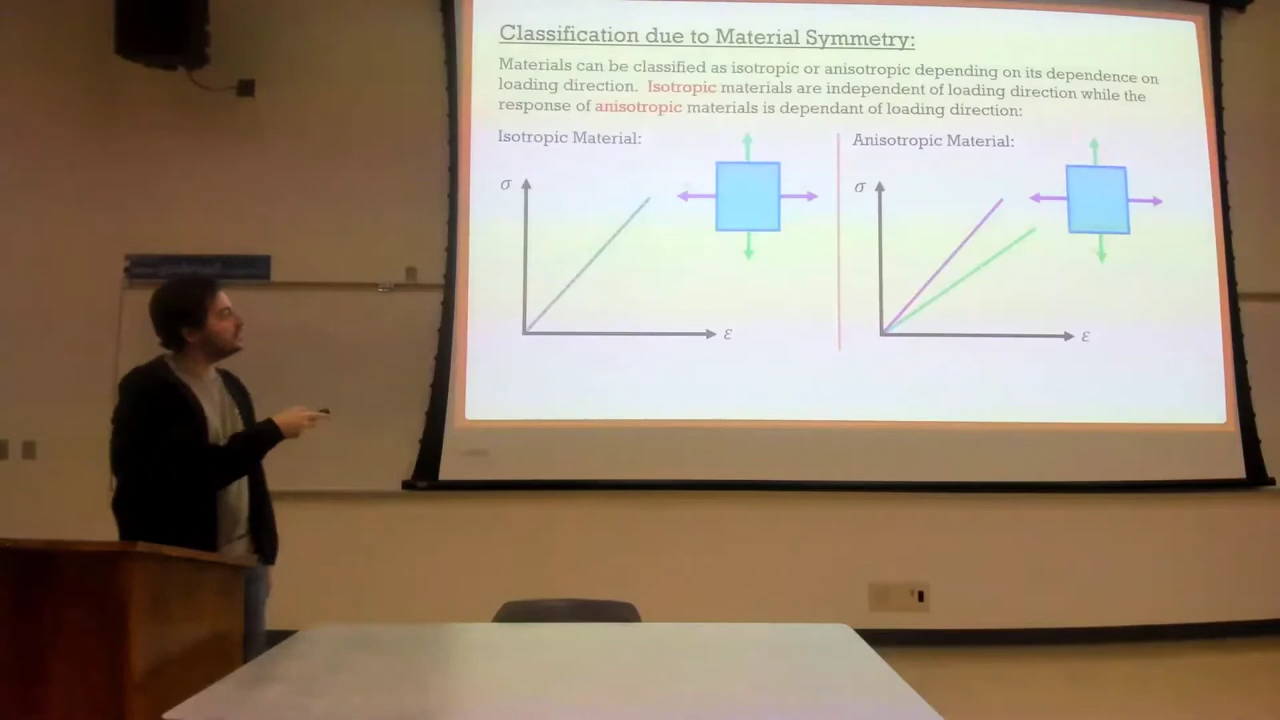 Classification due to Material Symmetry:
Materials can be classified as isotropic or anisotropic depending on its dependence on
loading direction. Isotropic materials are independent of loading direction while the
response of anisotropic materials is dependant of loading direction:
Isotropic Material:
σ
ε
Anisotropic Material:
σ
ε